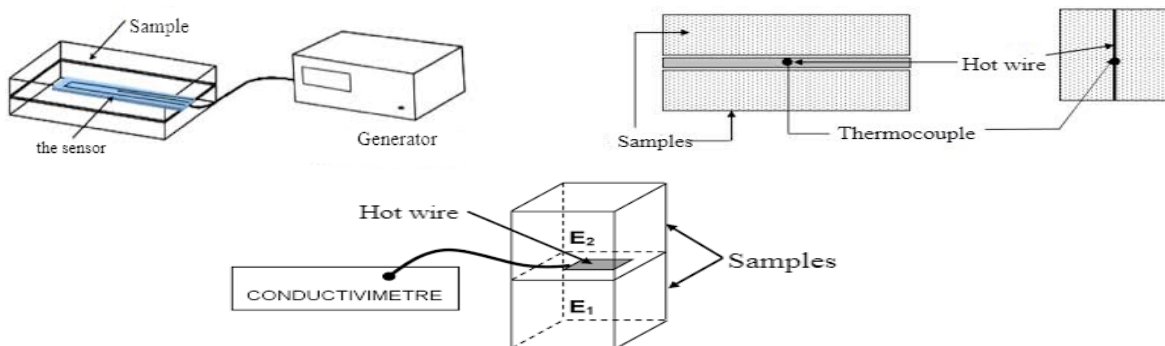 Sample
the sensor
Generator
Samples
Hot wire
Thermocouple
Hot wire
E₂
E₁
Samples
CONDUCTIVIMETRE